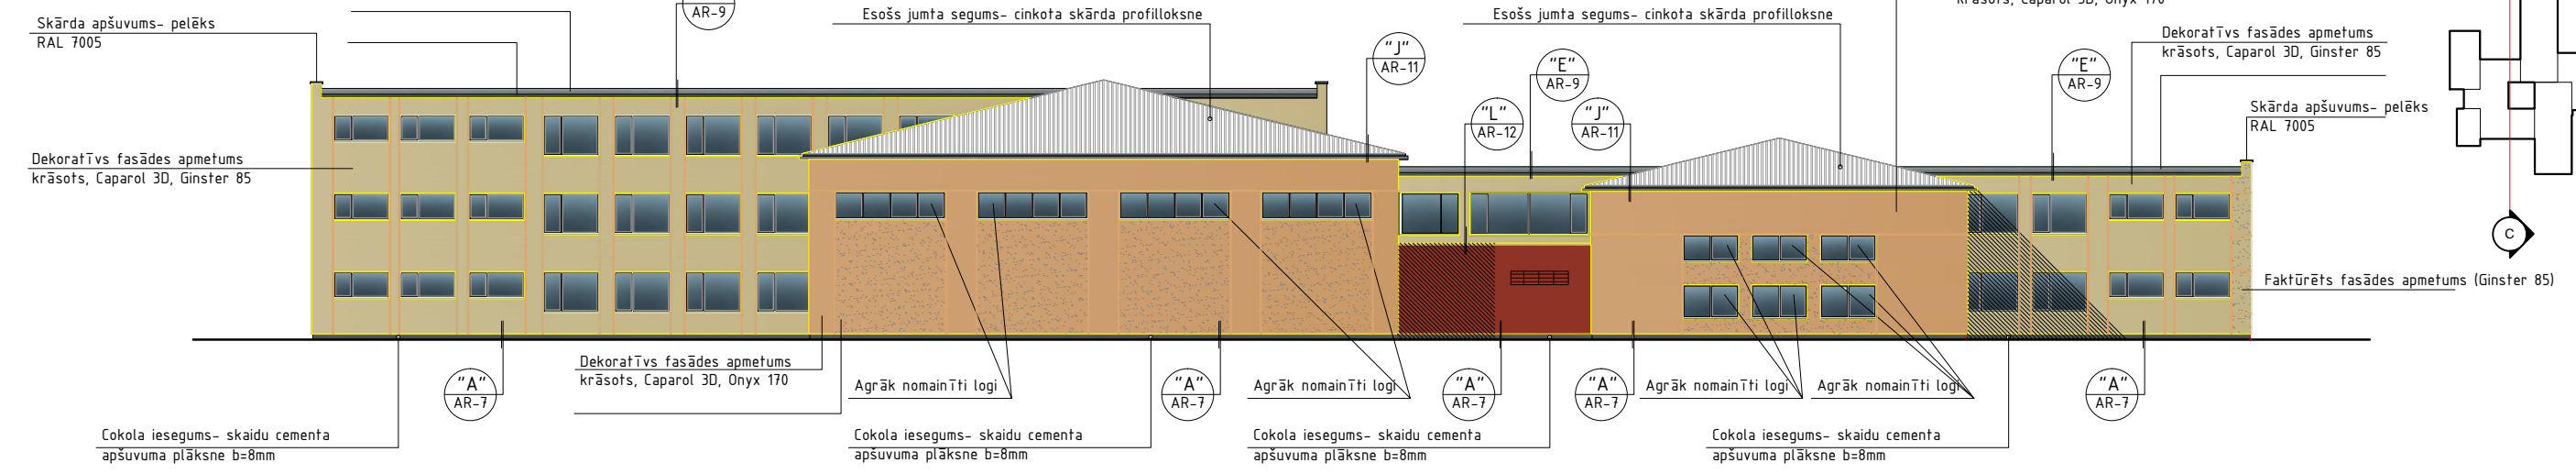 Skārda apšuvums- pelēks
RAL 7005
AR-9
Esošs jumta segums- cinkota skārda profilloksne
"J"
AR-11
Esošs jumta segums- cinkota skārda profilloksne
"E"
AR-9
"L"
AR-12
"J"
AR-11
krāsots, Caparol 3D, Onyx 170
"E"
AR-9
Dekoratīvs fasādes apmetums
krāsots, Caparol 3D, Ginster 85
Skārda apšuvums- pelēks
RAL 7005
Dekoratīvs fasādes apmetums
krāsots, Caparol 3D, Ginster 85
C
Faktūrēts fasādes apmetums (Ginster 85)
"A"
AR-7
Dekoratīvs fasādes apmetums
krāsots, Caparol 3D, Onyx 170
Agrāk nomainīti logi
"A"
AR-7
Agrāk nomainīti logi
"A"
AR-7
"A"
AR-7
Agrāk nomainīti logi
Agrāk nomainīti logi
"A"
AR-7
Cokola iesegums- skaidu cementa
apšuvuma plāksne b=8mm
Cokola iesegums- skaidu cementa
apšuvuma plāksne b=8mm
Cokola iesegums- skaidu cementa
apšuvuma plāksne b=8mm
Cokola iesegums- skaidu cementa
apšuvuma plāksne b=8mm